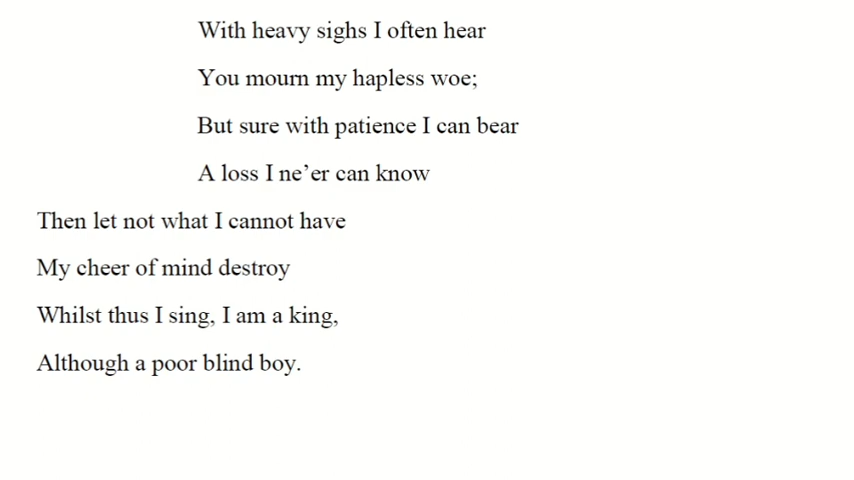 With heavy sighs I often hear
You mourn my hapless woe;
But sure with patience I can bear
A loss I ne’er can know
Then let not what I cannot have
My cheer of mind destroy
Whilst thus I sing, I am a king,
Although a poor blind boy.